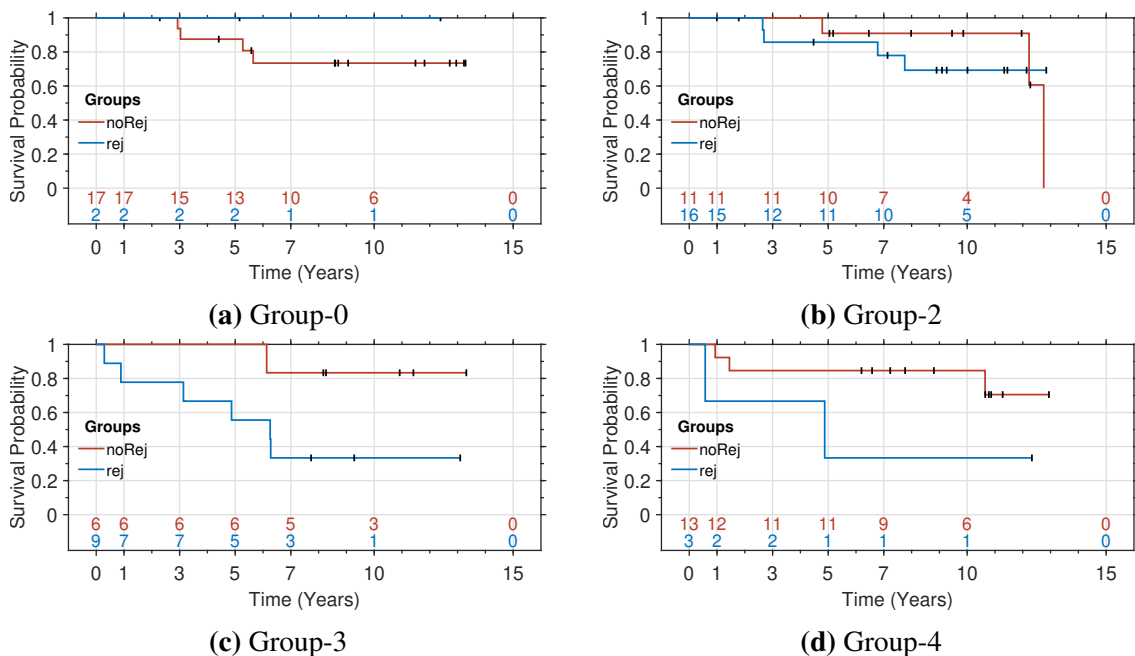 1
0.8
0.6
0.4
0.2
0
Survival Probability
Groups
noRej
rej
17 17 15 13 10 6 0
2 2 2 2 1 1 0
0 1 3 5 7 10 15
Time (Years)
(a) Group-0
1
0.8
0.6
0.4
0.2
0
Survival Probability
Groups
noRej
rej
11 11 11 10 7 4 0
16 15 12 11 10 5 0
0 1 3 5 7 10 15
Time (Years)
(b) Group-2
1
0.8
0.6
0.4
0.2
0
Survival Probability
Groups
noRej
rej
6 6 6 6 5 3 0
9 7 7 5 3 1 0
0 1 3 5 7 10 15
Time (Years)
(c) Group-3
1
0.8
0.6
0.4
0.2
0
Survival Probability
Groups
noRej
rej
13 12 11 11 9 6 0
3 2 2 1 1 1 0
0 1 3 5 7 10 15
Time (Years)
(d) Group-4